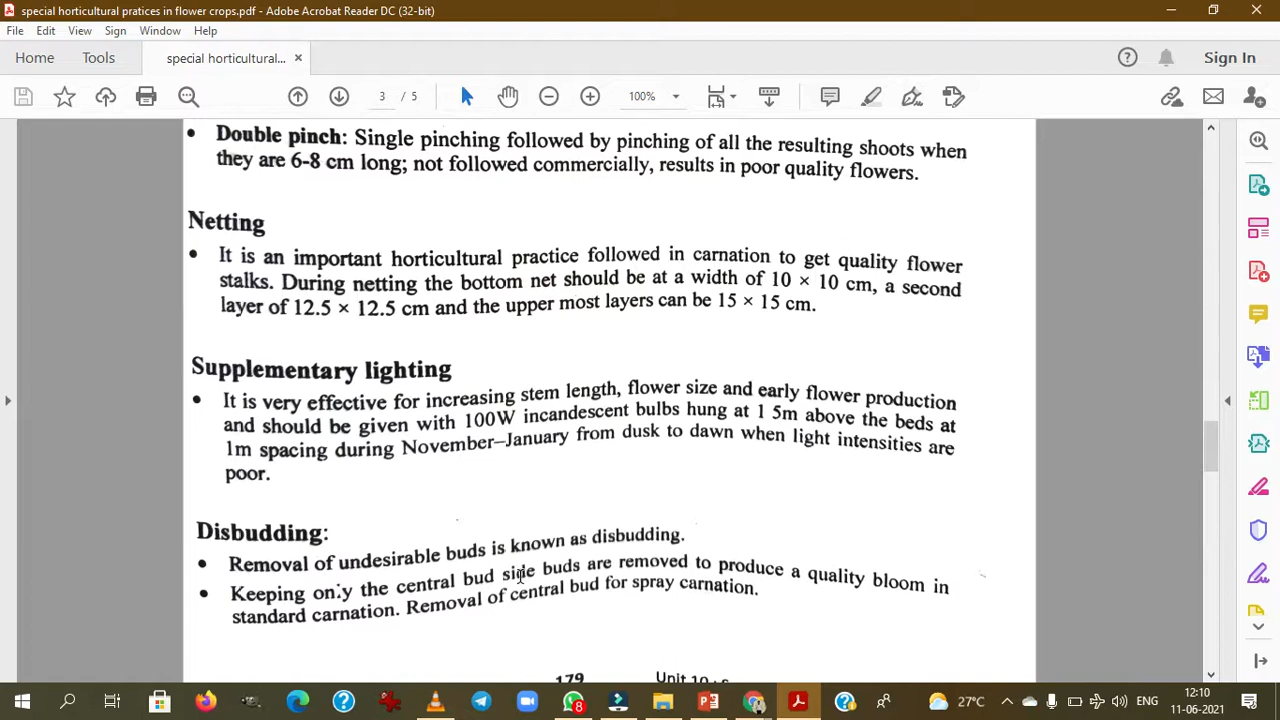 special horticultural pratices in flower crops.pdf - Adobe Acrobat Reader DC (32-bit)
File Edit View Sign Window Help
Home Tools special horticultural... × Sign In
3 / 5 100%
• Double pinch: Single pinching followed by pinching of all the resulting shoots when
they are 6-8 cm long; not followed commercially, results in poor quality flowers.
Netting
• It is an important horticultural practice followed in carnation to get quality flower
stalks. During netting the bottom net should be at a width of 10 × 10 cm, a second
layer of 12.5 × 12.5 cm and the upper most layers can be 15 × 15 cm.
Supplementary lighting
• It is very effective for increasing stem length, flower size and early flower production
and should be given with 100W incandescent bulbs hung at 1 5m above the beds at
1m spacing during November–January from dusk to dawn when light intensities are
poor.
Disbudding:
• Removal of undesirable buds is known as disbudding.
• Keeping only the central bud side buds are removed to produce a quality bloom in
standard carnation. Removal of central bud for spray carnation.
179 Unit 10
8 27°C ENG 12:10
11-06-2021